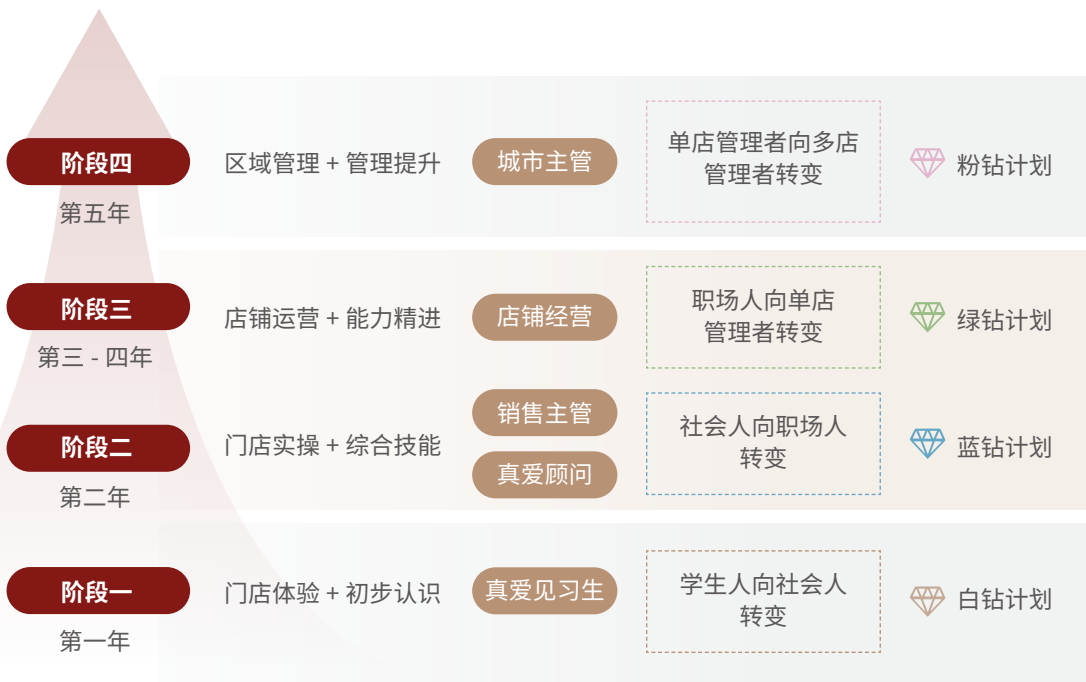 阶段四
第五年
区域管理 + 管理提升
城市主管
单店管理者向多店
管理者转变
粉钻计划
阶段三
第三 - 四年
店铺运营 + 能力精进
店铺经营
职场人向单店
管理者转变
绿钻计划
阶段二
第二年
门店实操 + 综合技能
销售主管
真爱顾问
社会人向职场人
转变
蓝钻计划
阶段一
第一年
门店体验 + 初步认识
真爱见习生
学生人向社会人
转变
白钻计划